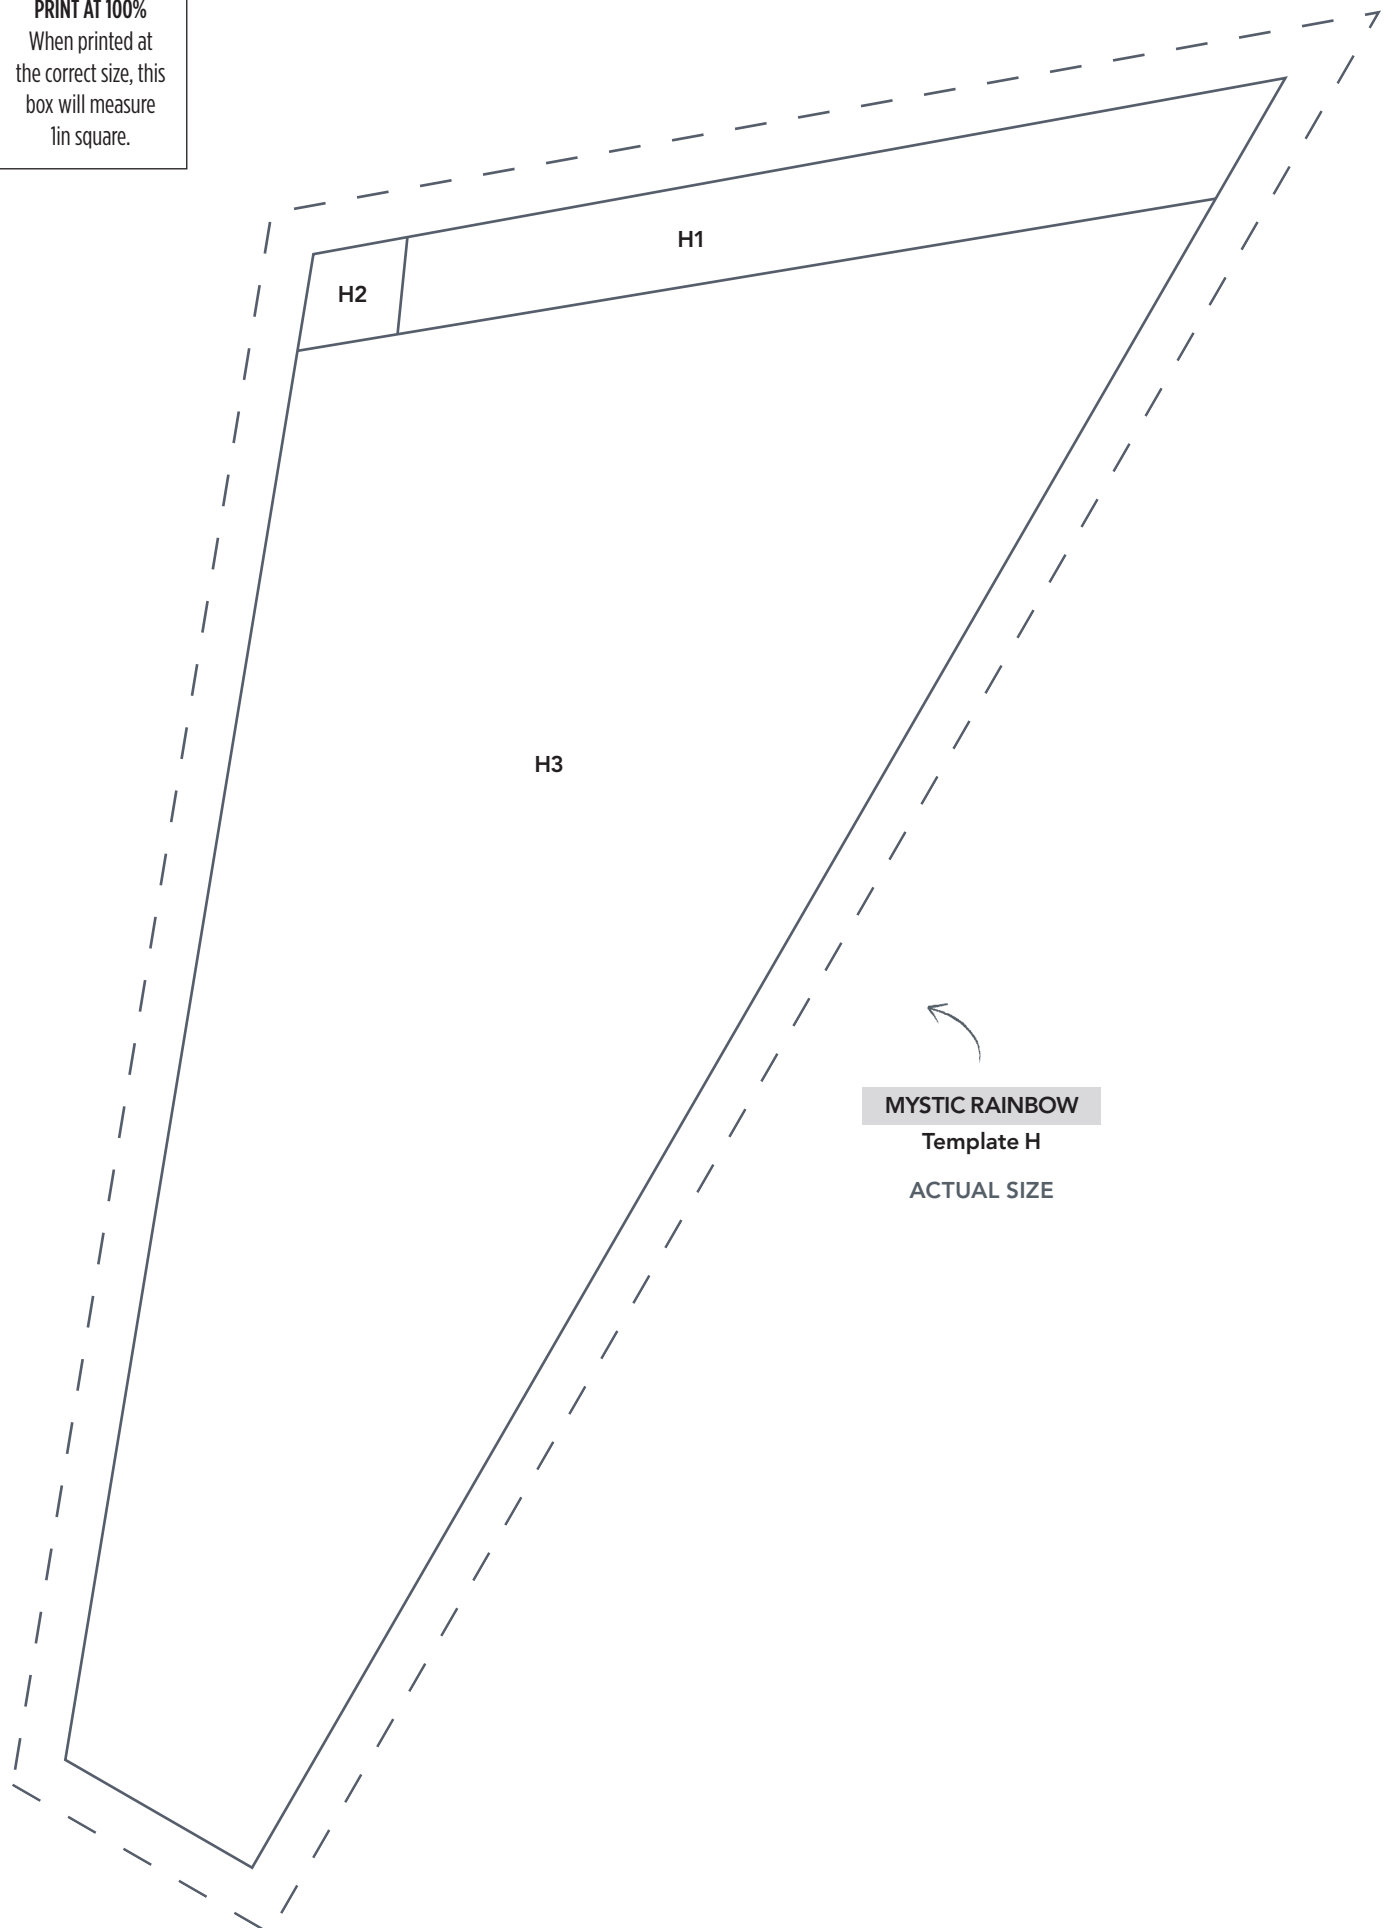 PRINT AT 100%
When printed at
the correct size, this
box will measure
1in square.
H1
H2
H3
MYSTIC RAINBOW
Template H
ACTUAL SIZE